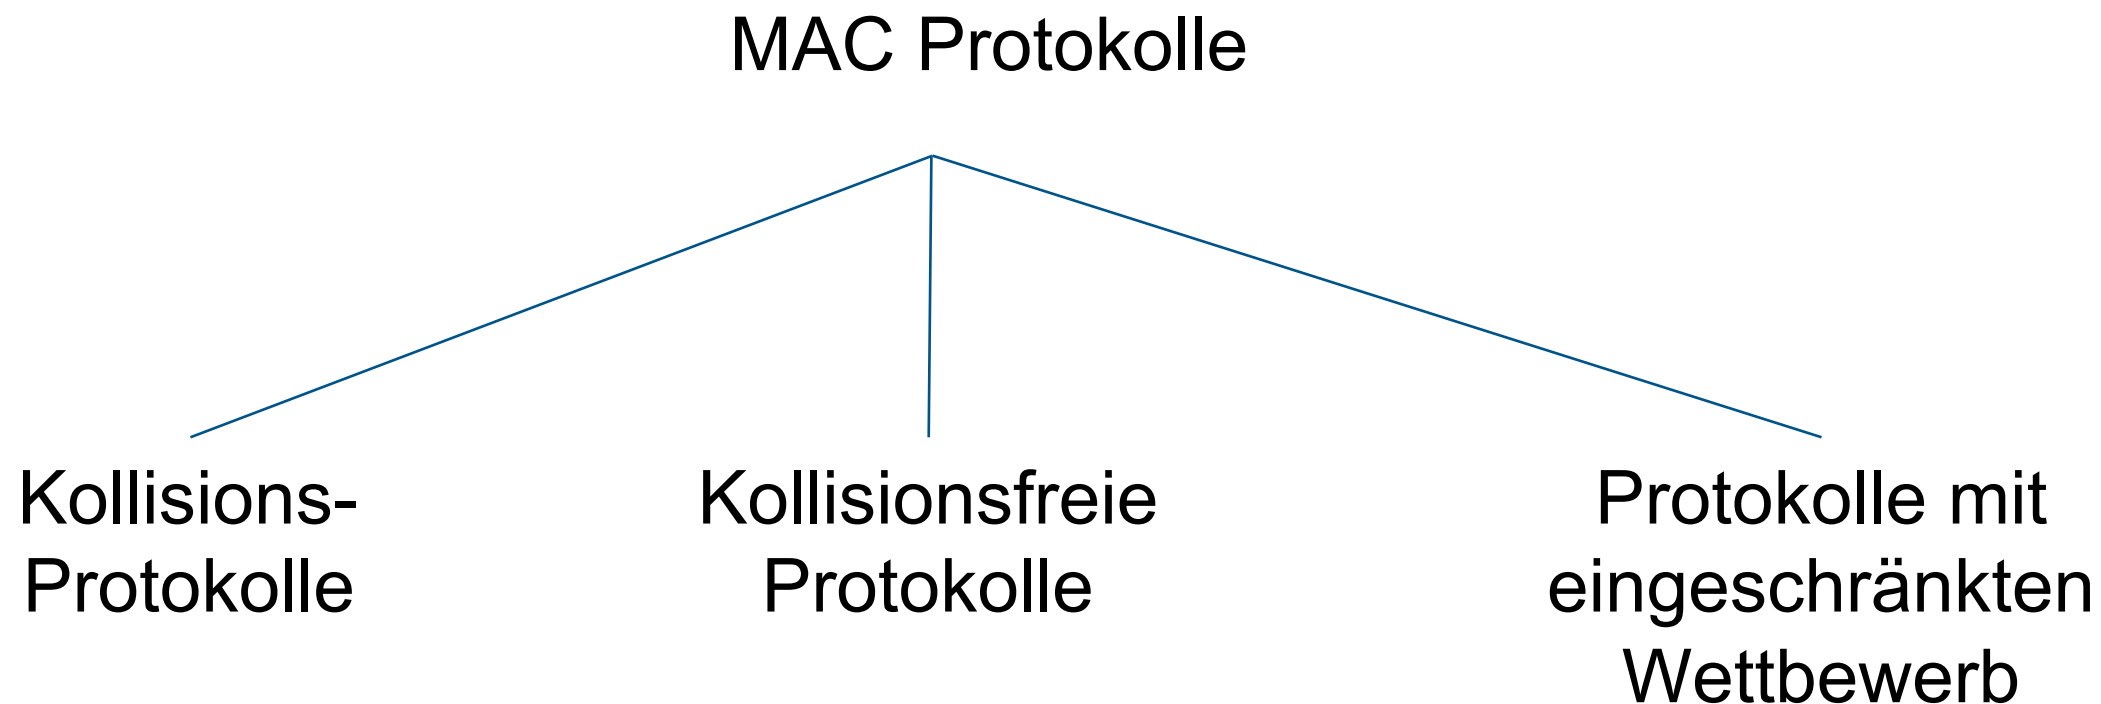 MAC Protokolle
Kollisions-
Protokolle
Kollisionsfreie
Protokolle
Protokolle mit
eingeschränkten
Wettbewerb